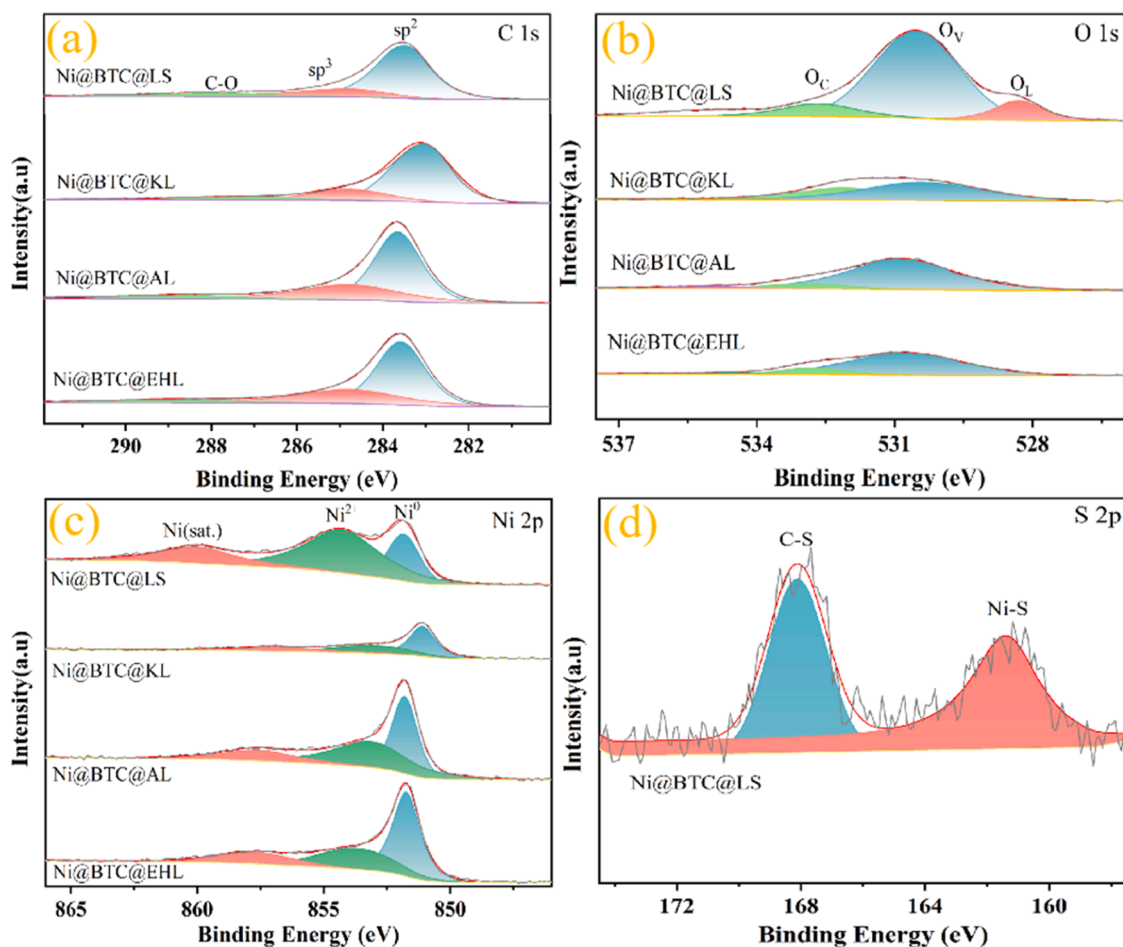 (a)
C 1s
sp²
sp³
C-O
Ni@BTC@LS
Ni@BTC@KL
Ni@BTC@AL
Ni@BTC@EHL
Intensity(a.u)
290 288 286 284 282
Binding Energy (eV)
(b)
O 1s
O_V
O_C
O_L
Ni@BTC@LS
Ni@BTC@KL
Ni@BTC@AL
Ni@BTC@EHL
Intensity(a.u)
537 534 531 528
Binding Energy (eV)
(c)
Ni 2p
Ni(sat.)
Ni²
Ni⁰
Ni@BTC@LS
Ni@BTC@KL
Ni@BTC@AL
Ni@BTC@EHL
Intensity(a.u)
865 860 855 850
Binding Energy (eV)
(d)
S 2p
C-S
Ni-S
Ni@BTC@LS
Intensity(a.u)
172 168 164 160
Binding Energy (eV)